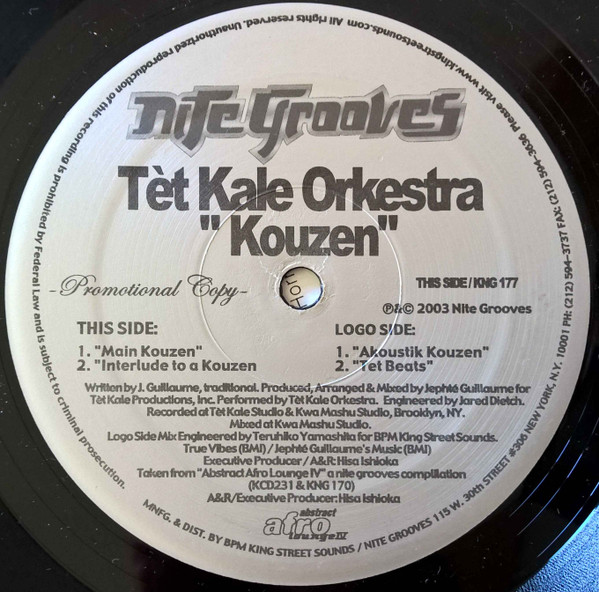 Nite Grooves
Tèt Kale Orkestra
"Kouzen"
-Promotional Copy-
THIS SIDE / KNG 177
℗&© 2003 Nite Grooves
THIS SIDE:
1. "Main Kouzen"
2. "Interlude to a Kouzen
LOGO SIDE:
1. "Akoustik Kouzen"
2. "Tet Beats"
Written by J. Guillaume, traditional. Produced, Arranged & Mixed by Jephté Guillaume for
Tèt Kale Productions, Inc. Performed by Tèt Kale Orkestra. Engineered by Jared Dietch.
Recorded at Tèt Kale Studio & Kwa Mashu Studio, Brooklyn, NY.
Mixed at Kwa Mashu Studio.
Logo Side Mix Engineered by Teruhiko Yamashita for BPM King Street Sounds.
True Vibes (BMI) / Jephté Guillaume's Music (BMI)
Executive Producer / A&R: Hisa Ishioka
Taken from "Abstract Afro Lounge IV" a nite grooves compllilation
(KCD231 & KNG 170)
A&R/Executive Producer: Hisa Ishioka
abstract
afro
lounge IV
MNFG. & DIST. BY BPM KING STREET SOUNDS / NITE GROOVES 115 W. 30th STREET #306 NEW YORK, N.Y. 10001 PH: (212) 594-3737 FAX: (212) 594-3636 Please visit www.kingstreetsounds.com All rights reserved. Unauthorized reproduction of this recording is prohibited by Federal Law and is subject to criminal prosecution.